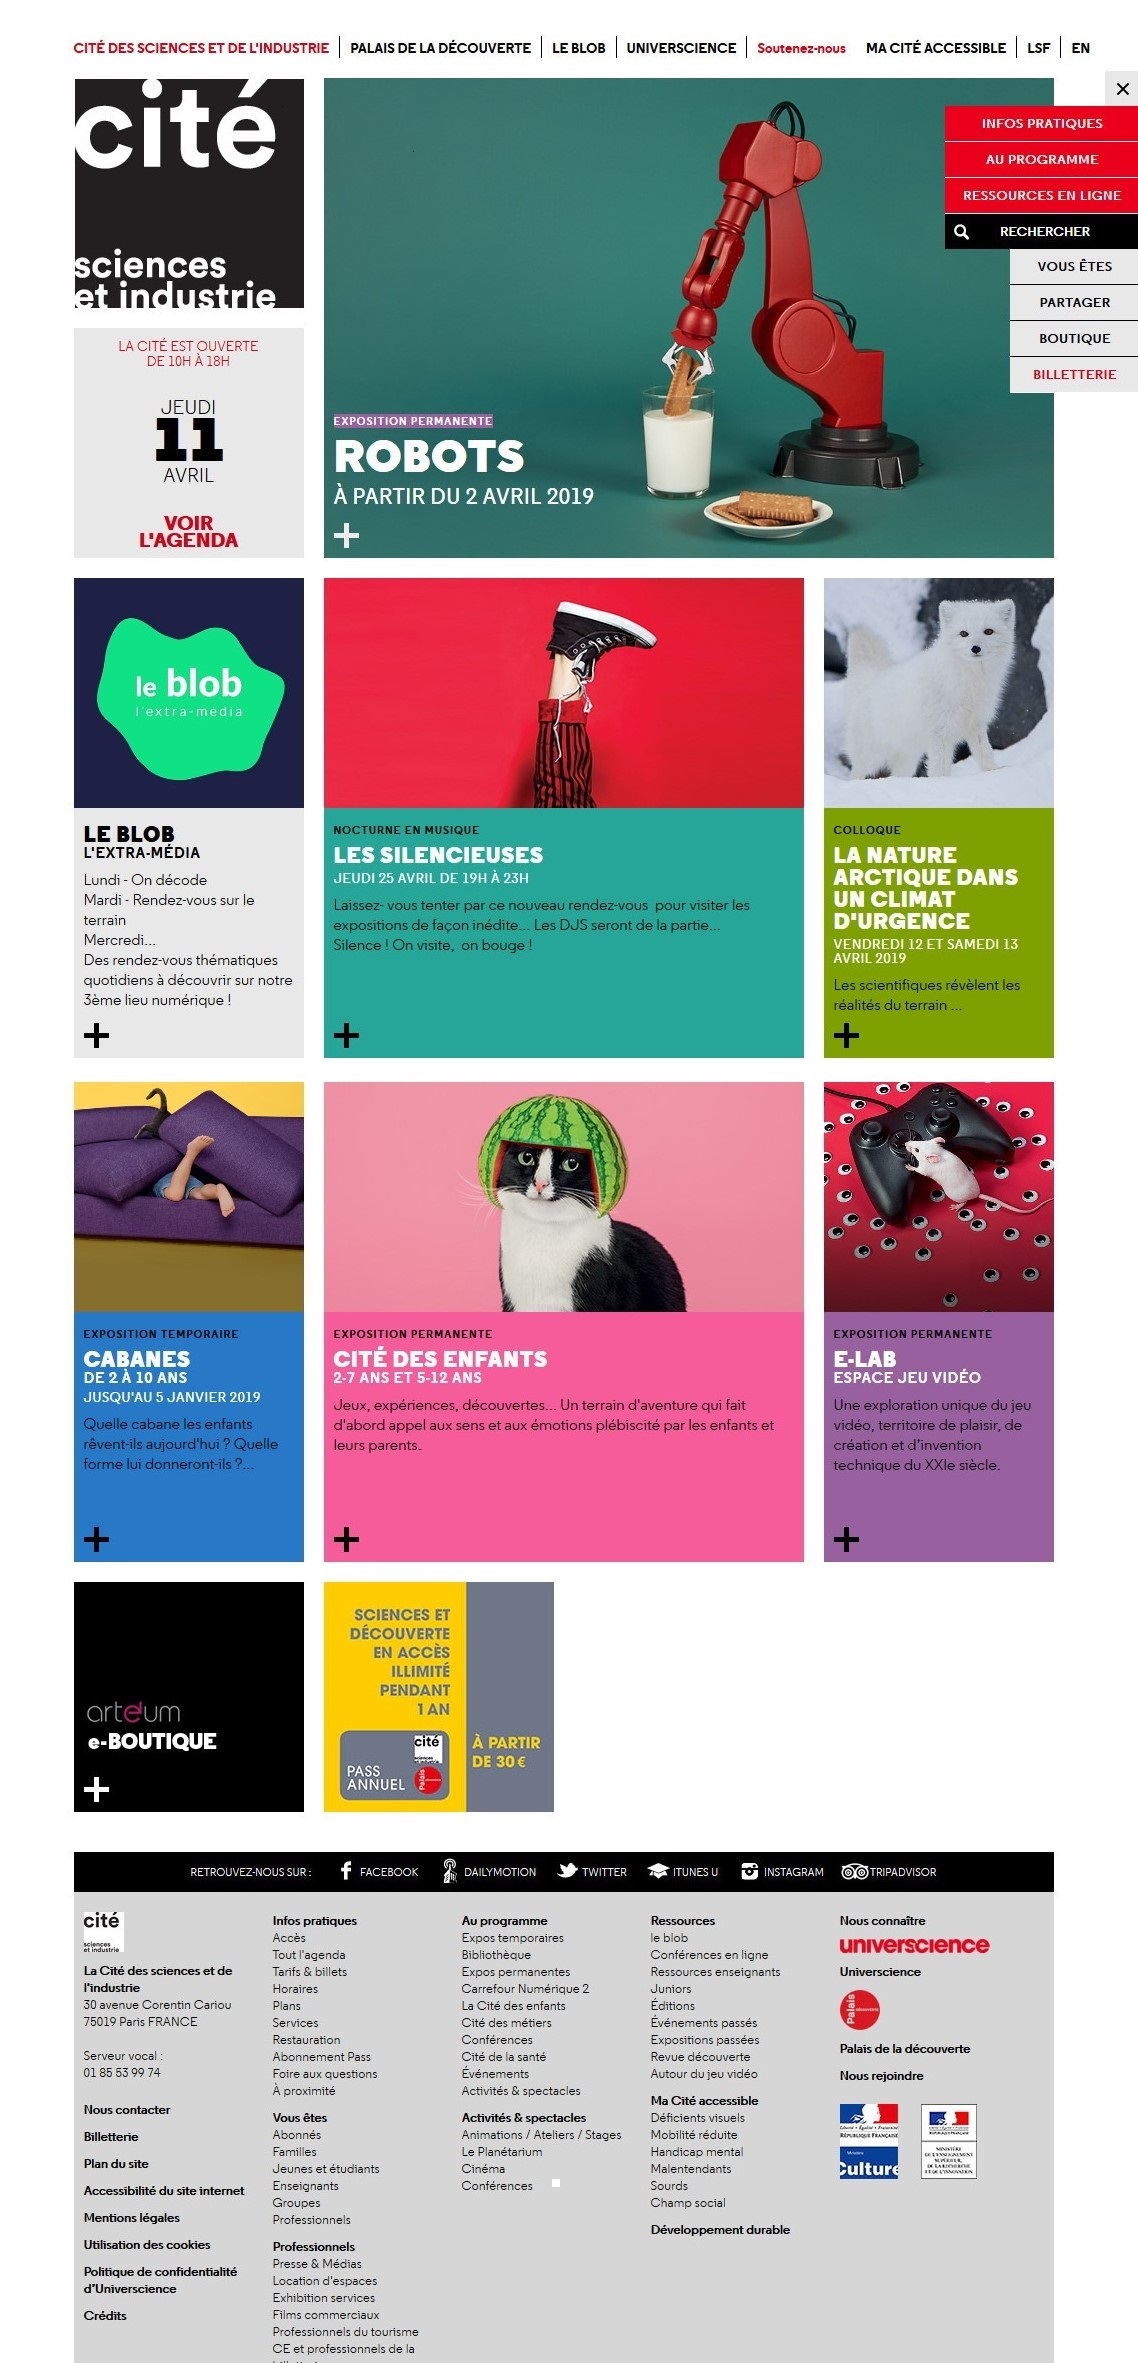 CITÉ DES SCIENCES ET DE L'INDUSTRIE
PALAIS DE LA DÉCOUVERTE
LE BLOB
UNIVERSCIENCE
Soutenez-nous
MA CITÉ ACCESSIBLE
LSF
EN
cité
sciences
et industrie
INFOS PRATIQUES
AU PROGRAMME
RESSOURCES EN LIGNE
RECHERCHER
VOUS ÊTES
PARTAGER
BOUTIQUE
BILLETTERIE
LA CITÉ EST OUVERTE
DE 10H À 18H
JEUDI
11
AVRIL
VOIR
L'AGENDA
EXPOSITION PERMANENTE
ROBOTS
À PARTIR DU 2 AVRIL 2019
le blob
l'extra-média
LE BLOB
L'EXTRA-MÉDIA
Lundi - On décode
Mardi - Rendez-vous sur le
terrain
Mercredi...
Des rendez-vous thématiques
quotidiens à découvrir sur notre
3ème lieu numérique !
NOCTURNE EN MUSIQUE
LES SILENCIEUSES
JEUDI 25 AVRIL DE 19H À 23H
Laissez- vous tenter par ce nouveau rendez-vous pour visiter les
expositions de façon inédite... Les DJS seront de la partie...
Silence ! On visite, on bouge !
COLLOQUE
LA NATURE
ARCTIQUE DANS
UN CLIMAT
D'URGENCE
VENDREDI 12 ET SAMEDI 13
AVRIL 2019
Les scientifiques révèlent les
réalités du terrain ...
EXPOSITION TEMPORAIRE
CABANES
DE 2 À 10 ANS
JUSQU'AU 5 JANVIER 2019
Quelle cabane les enfants
rêvent-ils aujourd'hui ? Quelle
forme lui donneront-ils ?...
EXPOSITION PERMANENTE
CITÉ DES ENFANTS
2-7 ANS ET 5-12 ANS
Jeux, expériences, découvertes... Un terrain d'aventure qui fait
d'abord appel aux sens et aux émotions plébiscité par les enfants et
leurs parents.
EXPOSITION PERMANENTE
E-LAB
ESPACE JEU VIDÉO
Une exploration unique du jeu
vidéo, territoire de plaisir, de
création et d'invention
technique du XXIe siècle.
arteum
e-BOUTIQUE
SCIENCES ET
DÉCOUVERTE
EN ACCÈS
ILLIMITÉ
PENDANT
1 AN
cité
sciences
et industrie
Palais
PASS
ANNUEL
À PARTIR
DE 30 €
RETROUVEZ-NOUS SUR :
FACEBOOK
DAILYMOTION
TWITTER
ITUNES U
INSTAGRAM
TRIPADVISOR
cité
sciences
et industrie
La Cité des sciences et de
l'industrie
30 avenue Corentin Cariou
75019 Paris FRANCE
Serveur vocal :
01 85 53 99 74
Nous contacter
Billetterie
Plan du site
Accessibilité du site internet
Mentions légales
Utilisation des cookies
Politique de confidentialité
d'Universcience
Crédits
Infos pratiques
Accès
Tout l'agenda
Tarifs & billets
Horaires
Plans
Services
Restauration
Abonnement Pass
Foire aux questions
À proximité
Vous êtes
Abonnés
Familles
Jeunes et étudiants
Enseignants
Groupes
Professionnels
Professionnels
Presse & Médias
Location d'espaces
Exhibition services
Films commerciaux
Professionnels du tourisme
CE et professionnels de la
Au programme
Expos temporaires
Bibliothèque
Expos permanentes
Carrefour Numérique 2
La Cité des enfants
Cité des métiers
Conférences
Cité de la santé
Événements
Activités & spectacles
Activités & spectacles
Animations / Ateliers / Stages
Le Planétarium
Cinéma
Conférences
Ressources
le blob
Conférences en ligne
Ressources enseignants
Juniors
Éditions
Événements passés
Expositions passées
Revue découverte
Autour du jeu vidéo
Ma Cité accessible
Déficients visuels
Mobilité réduite
Handicap mental
Malentendants
Sourds
Champ social
Développement durable
Nous connaître
universcience
Universcience
Palais
découverte
Palais de la découverte
Nous rejoindre
Liberté • Égalité • Fraternité
RÉPUBLIQUE FRANÇAISE
Ministère
Culture
RÉPUBLIQUE FRANÇAISE
MINISTÈRE
DE L'ENSEIGNEMENT
SUPÉRIEUR,
DE LA RECHERCHE
ET DE L'INNOVATION